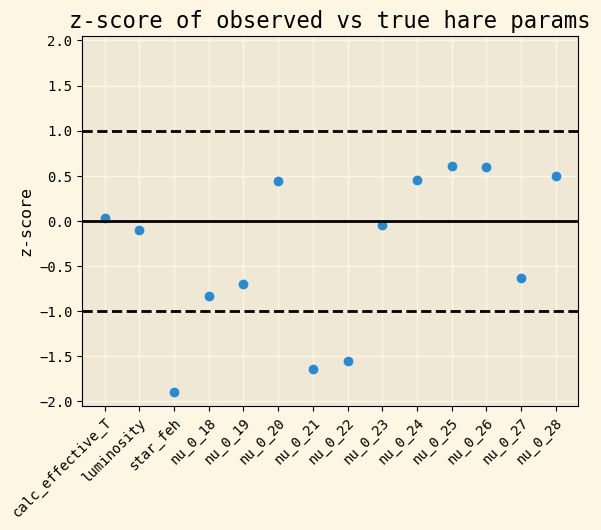 z-score of observed vs true hare params
z-score
2.0
1.5
1.0
0.5
0.0
−0.5
−1.0
−1.5
−2.0
calc_effective_T
luminosity
star_feh
nu_0_18
nu_0_19
nu_0_20
nu_0_21
nu_0_22
nu_0_23
nu_0_24
nu_0_25
nu_0_26
nu_0_27
nu_0_28